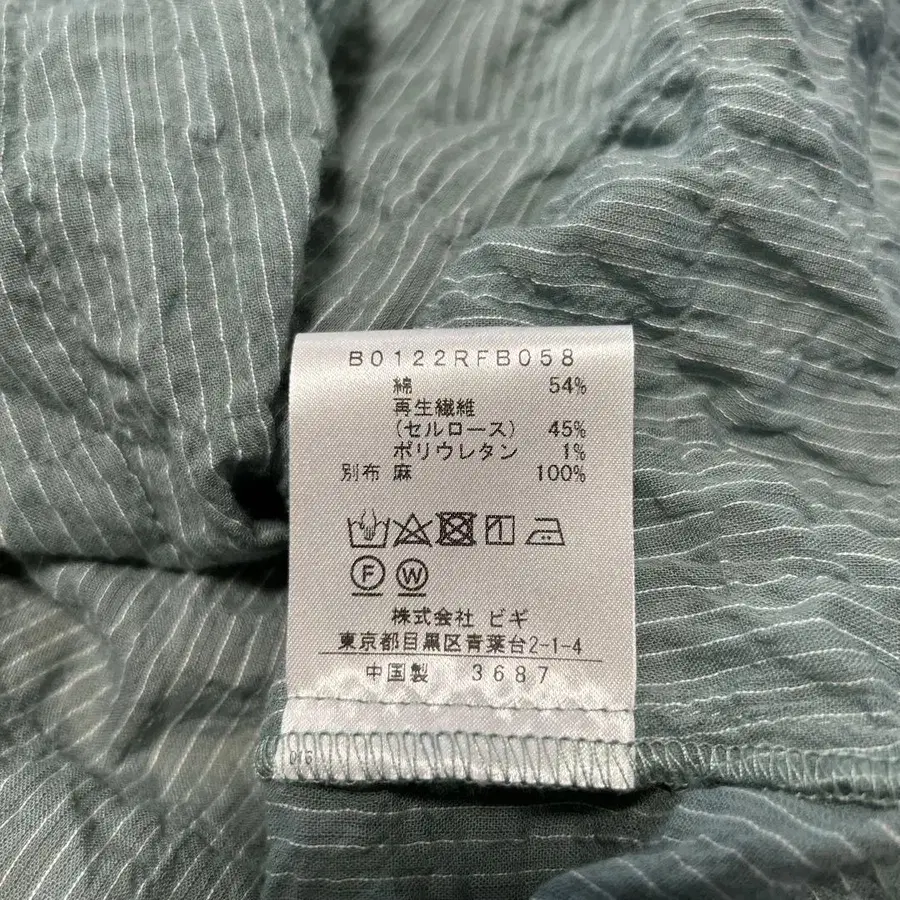 B0122RFB058
綿 54%
再生繊維
(セルロース) 45%
ポリウレタン 1%
別布 麻 100%
F W
株式会社 ビギ
東京都目黒区青葉台2-1-4
中国製 3687